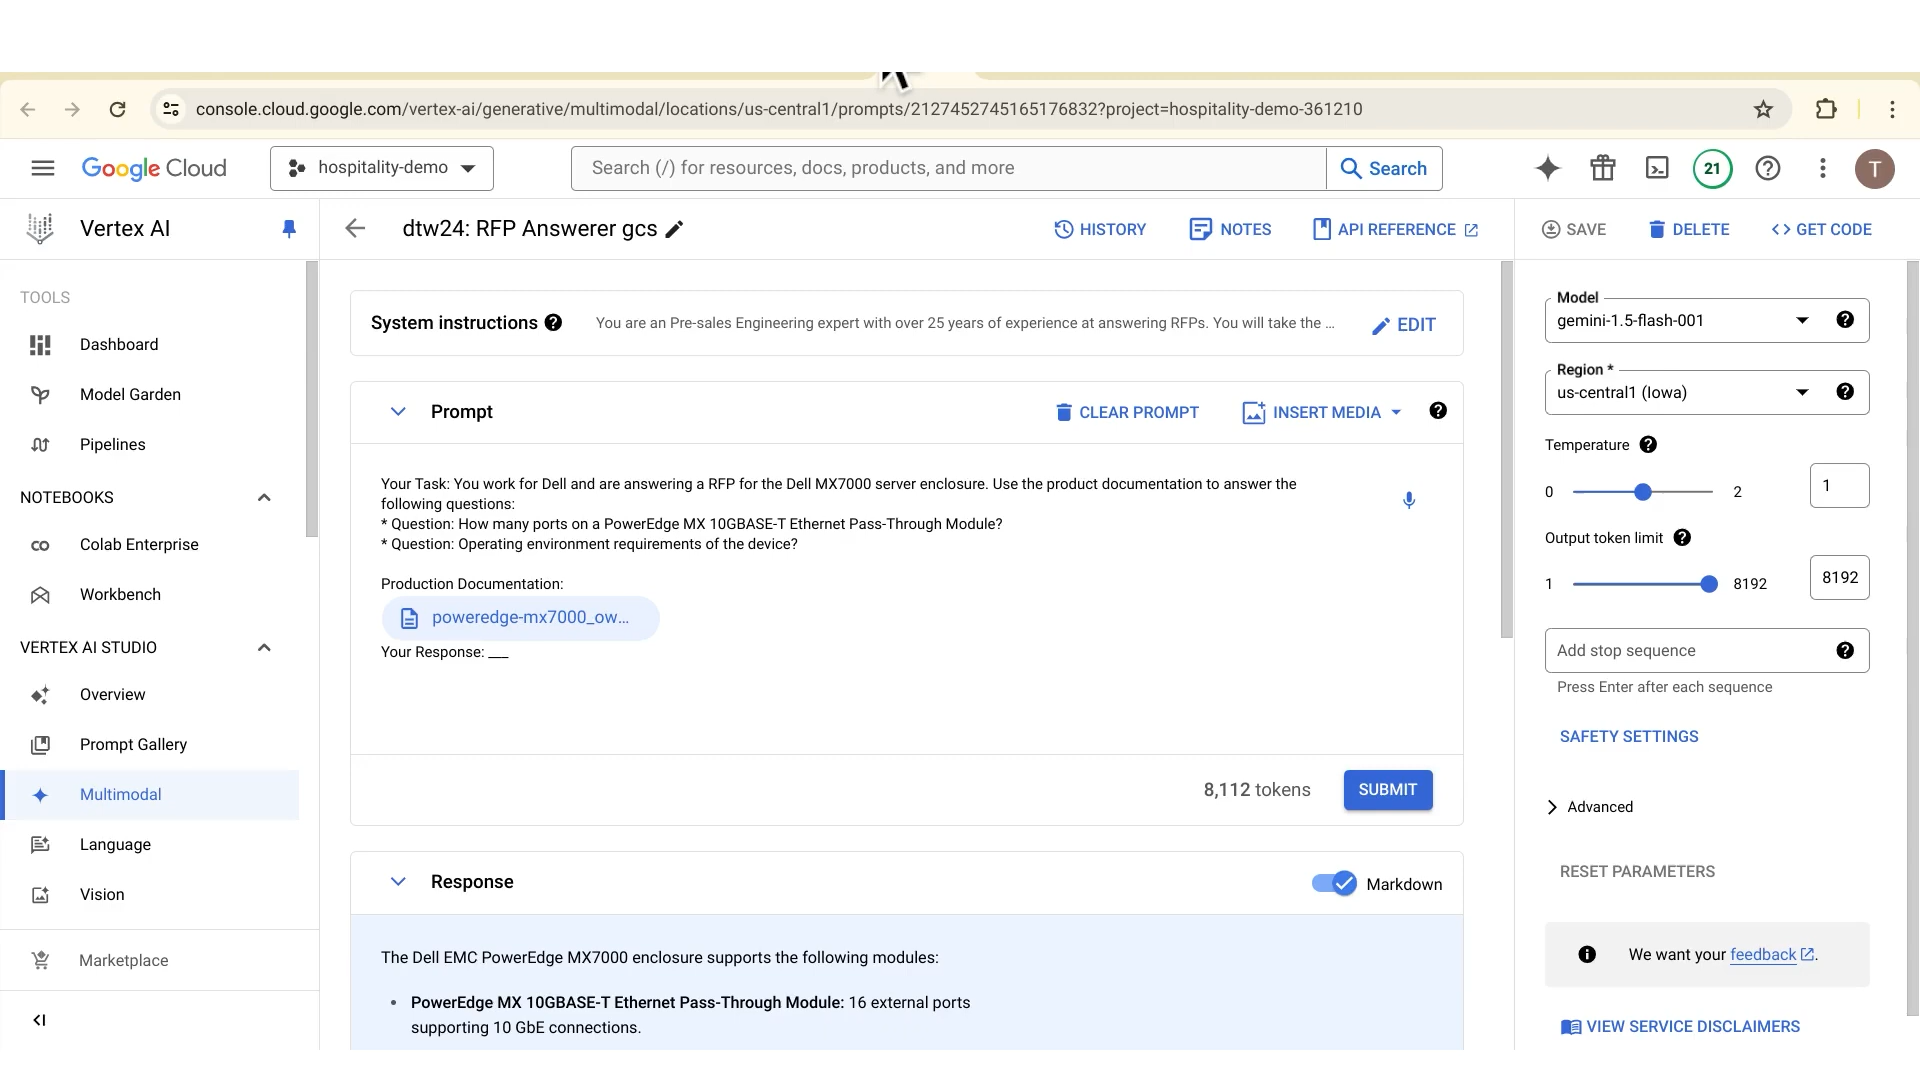 console.cloud.google.com/vertex-ai/generative/multimodal/locations/us-central1/prompts/2127452745165176832?project=hospitality-demo-361210
Google Cloud
hospitality-demo
Search (/) for resources, docs, products, and more
Search
21
T
Vertex AI
dtw24: RFP Answerer gcs
HISTORY
NOTES
API REFERENCE
SAVE
DELETE
GET CODE
TOOLS
Dashboard
Model Garden
Pipelines
NOTEBOOKS
Colab Enterprise
Workbench
VERTEX AI STUDIO
Overview
Prompt Gallery
Multimodal
Language
Vision
Marketplace
System instructions
You are an Pre-sales Engineering expert with over 25 years of experience at answering RFPs. You will take the ...
EDIT
Prompt
CLEAR PROMPT
INSERT MEDIA
Your Task: You work for Dell and are answering a RFP for the Dell MX7000 server enclosure. Use the product documentation to answer the
following questions:
* Question: How many ports on a PowerEdge MX 10GBASE-T Ethernet Pass-Through Module?
* Question: Operating environment requirements of the device?
Production Documentation:
poweredge-mx7000_ow...
Your Response: ___
8,112 tokens
SUBMIT
Response
Markdown
The Dell EMC PowerEdge MX7000 enclosure supports the following modules:
• PowerEdge MX 10GBASE-T Ethernet Pass-Through Module: 16 external ports
supporting 10 GbE connections.
Model
gemini-1.5-flash-001
Region *
us-central1 (Iowa)
Temperature
0
2
1
Output token limit
1
8192
8192
Add stop sequence
Press Enter after each sequence
SAFETY SETTINGS
Advanced
RESET PARAMETERS
We want your feedback.
VIEW SERVICE DISCLAIMERS